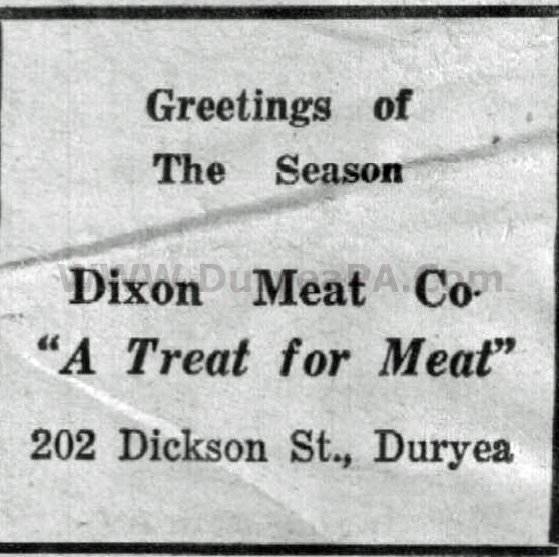 Greetings of
The Season
WWW.DuryeaPA.Com
Dixon Meat Co.
"A Treat for Meat"
202 Dickson St., Duryea